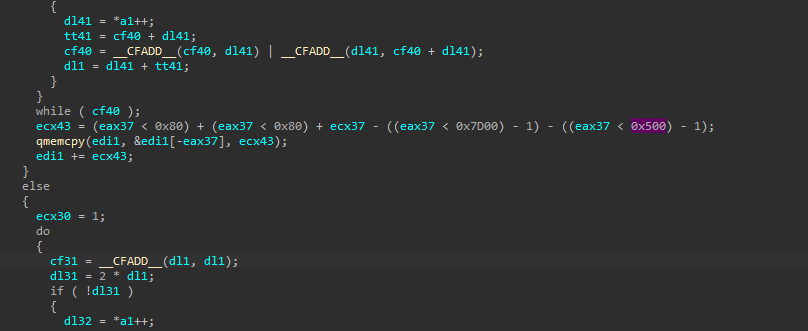 {
dl41 = *a1++;
tt41 = cf40 + dl41;
cf40 = __CFADD__(cf40, dl41) | __CFADD__(dl41, cf40 + dl41);
dl1 = dl41 + tt41;
}
}
while ( cf40 );
ecx43 = (eax37 < 0x80) + (eax37 < 0x80) + ecx37 - ((eax37 < 0x7D00) - 1) - ((eax37 < 0x500) - 1);
qmemcpy(edi1, &edi1[-eax37], ecx43);
edi1 += ecx43;
}
else
{
ecx30 = 1;
do
{
cf31 = __CFADD__(dl1, dl1);
dl31 = 2 * dl1;
if ( !dl31 )
{
dl32 = *a1++;